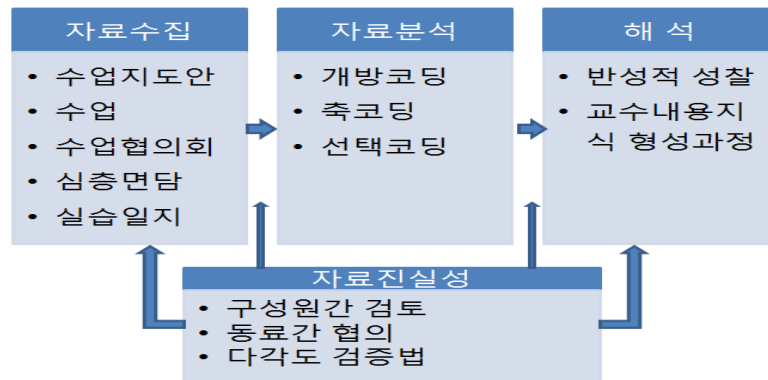 자료수집
• 수업지도안
• 수업
• 수업협의회
• 심층면담
• 실습일지
자료분석
• 개방코딩
• 축코딩
• 선택코딩
해 석
• 반성적 성찰
• 교수내용지
식 형성과정
자료진실성
• 구성원간 검토
• 동료간 협의
• 다각도 검증법